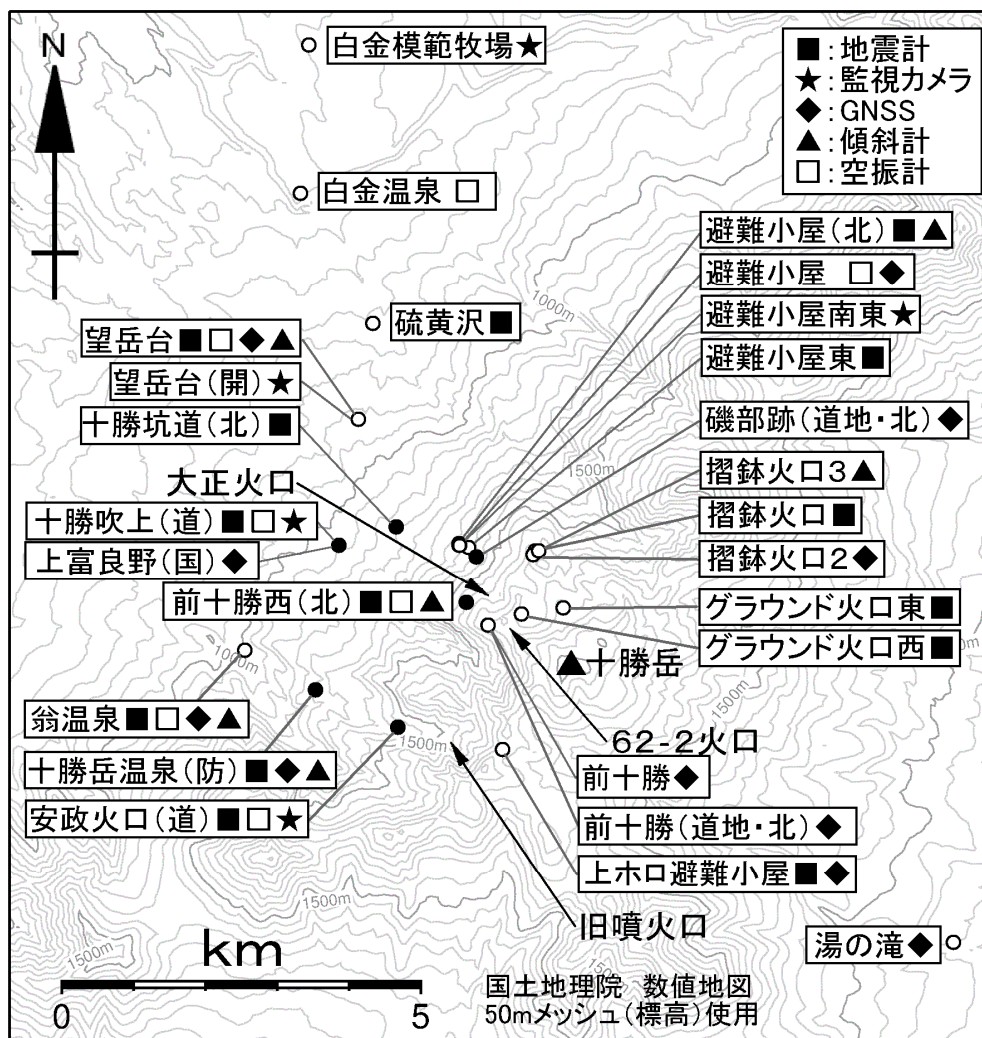 N
白金模範牧場★
■:地震計
★:監視カメラ
◆:GNSS
▲:傾斜計
□:空振計
白金温泉 □
避難小屋(北)■▲
避難小屋 □◆
避難小屋南東★
避難小屋東■
1000m
硫黄沢■
望岳台■□◆▲
望岳台(開)★
十勝坑道(北)■
磯部跡(道地・北)◆
1500m
大正火口
摺鉢火口3▲
十勝吹上(道)■□★
摺鉢火口■
上富良野(国)◆
摺鉢火口2◆
前十勝西(北)■□▲
グラウンド火口東■
グラウンド火口西■
1000m
▲十勝岳
翁温泉■□◆▲
1500m
1500m
62-2火口
十勝岳温泉(防)■◆▲
前十勝◆
安政火口(道)■□★
前十勝(道地・北)◆
上ホロ避難小屋■◆
1500m
旧噴火口
1500m
1500m
湯の滝◆
km
0
5
国土地理院 数値地図
50mメッシュ(標高)使用